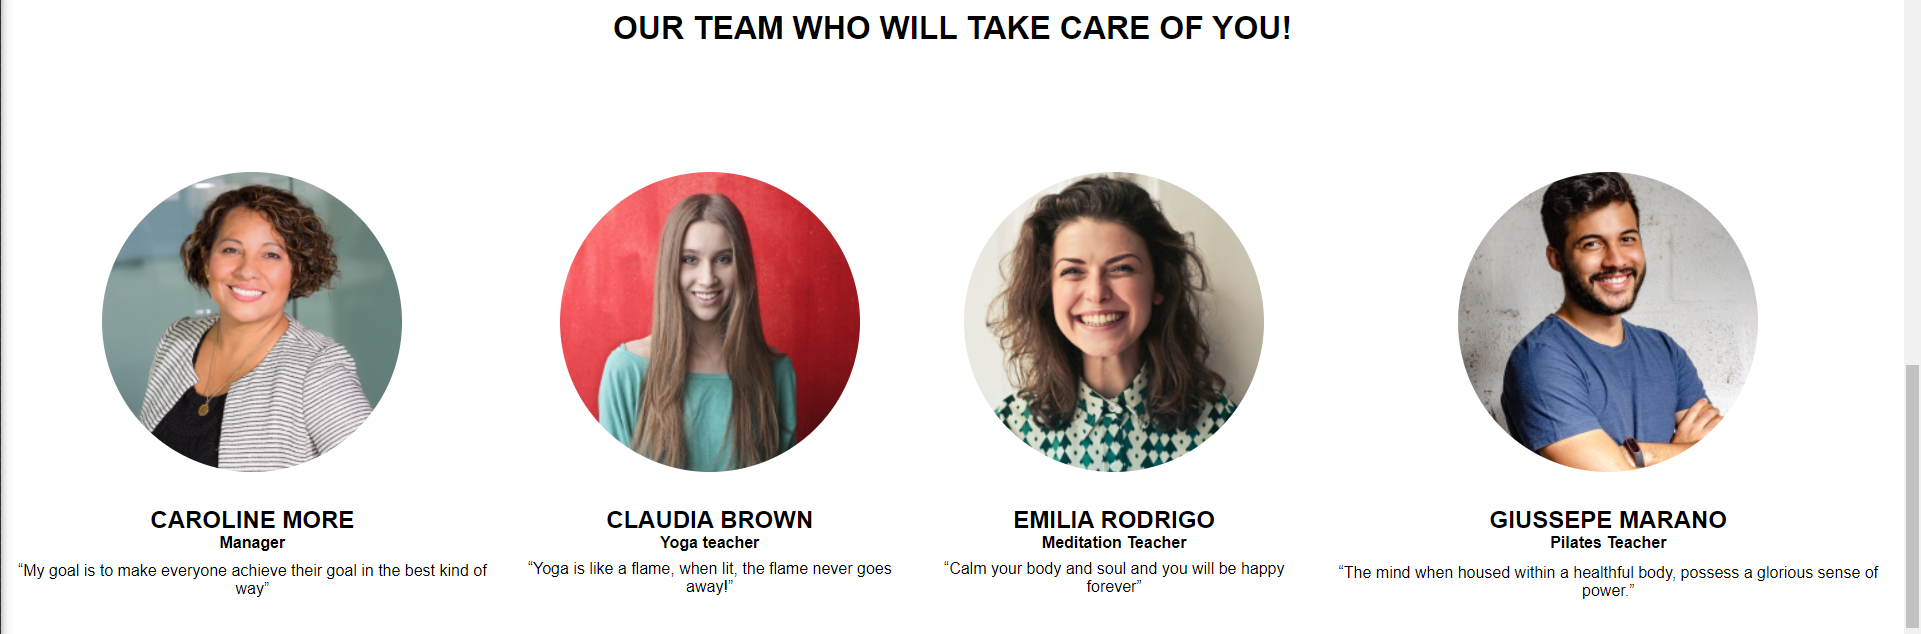 OUR TEAM WHO WILL TAKE CARE OF YOU!
CAROLINE MORE
Manager
“My goal is to make everyone achieve their goal in the best kind of
way”
CLAUDIA BROWN
Yoga teacher
“Yoga is like a flame, when lit, the flame never goes
away!”
EMILIA RODRIGO
Meditation Teacher
“Calm your body and soul and you will be happy
forever”
GIUSSEPE MARANO
Pilates Teacher
“The mind when housed within a healthful body, possess a glorious sense of
power.”